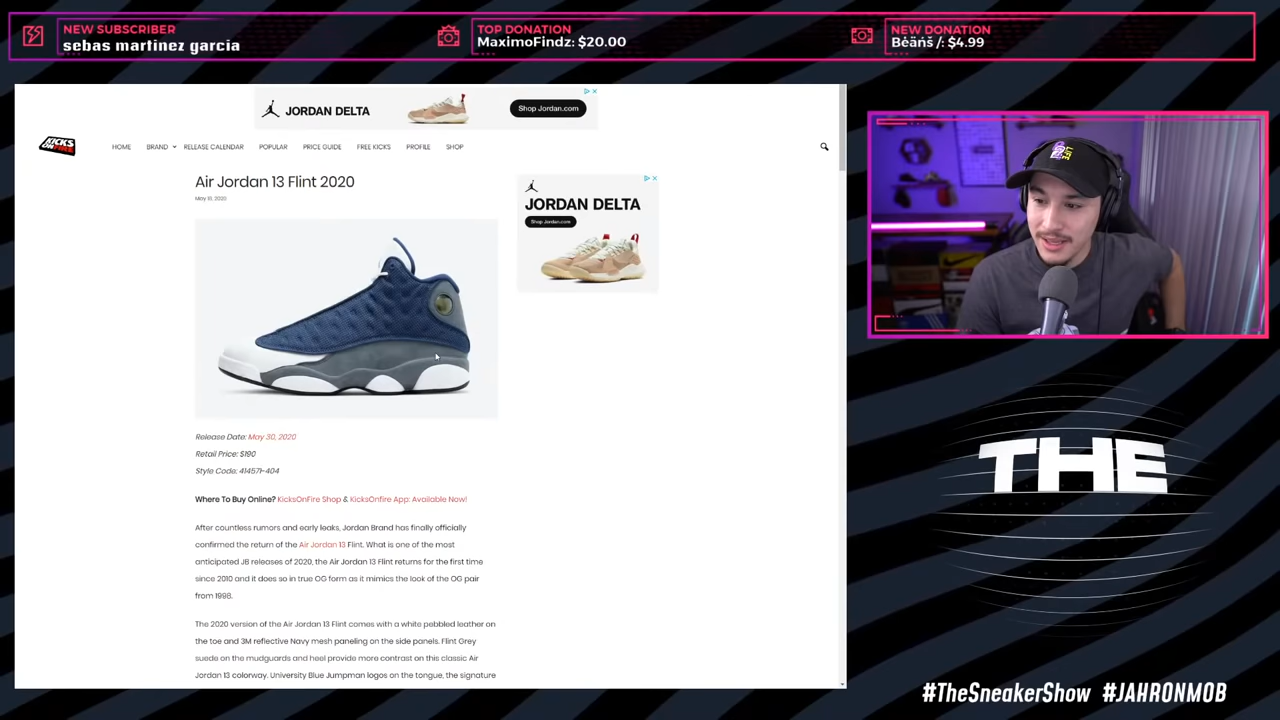 NEW SUBSCRIBER
sebas martinez garcia
TOP DONATION
MaximoFindz: $20.00
NEW DONATION
Bėäńš /: $4.99
JORDAN DELTA
Shop Jordan.com
KICKS
ONFIRE
HOME BRAND RELEASE CALENDAR POPULAR PRICE GUIDE FREE KICKS PROFILE SHOP
Air Jordan 13 Flint 2020
May 19, 2020
JORDAN DELTA
Shop Jordan.com
Release Date: May 30, 2020
Retail Price: $190
Style Code: 414571-404
Where To Buy Online? KicksOnFire Shop & KicksOnfire App: Available Now!
After countless rumors and early leaks, Jordan Brand has finally officially
confirmed the return of the Air Jordan 13 Flint. What is one of the most
anticipated JB releases of 2020, the Air Jordan 13 Flint returns for the first time
since 2010 and it does so in true OG form as it mimics the look of the OG pair
from 1998.
The 2020 version of the Air Jordan 13 Flint comes with a white pebbled leather on
the toe and 3M reflective Navy mesh paneling on the side panels. Flint Grey
suede on the mudguards and heel provide more contrast on this classic Air
Jordan 13 colorway. University Blue Jumpman logos on the tongue, the signature
LIFE
THE
#TheSneakerShow #JAHRONMOB